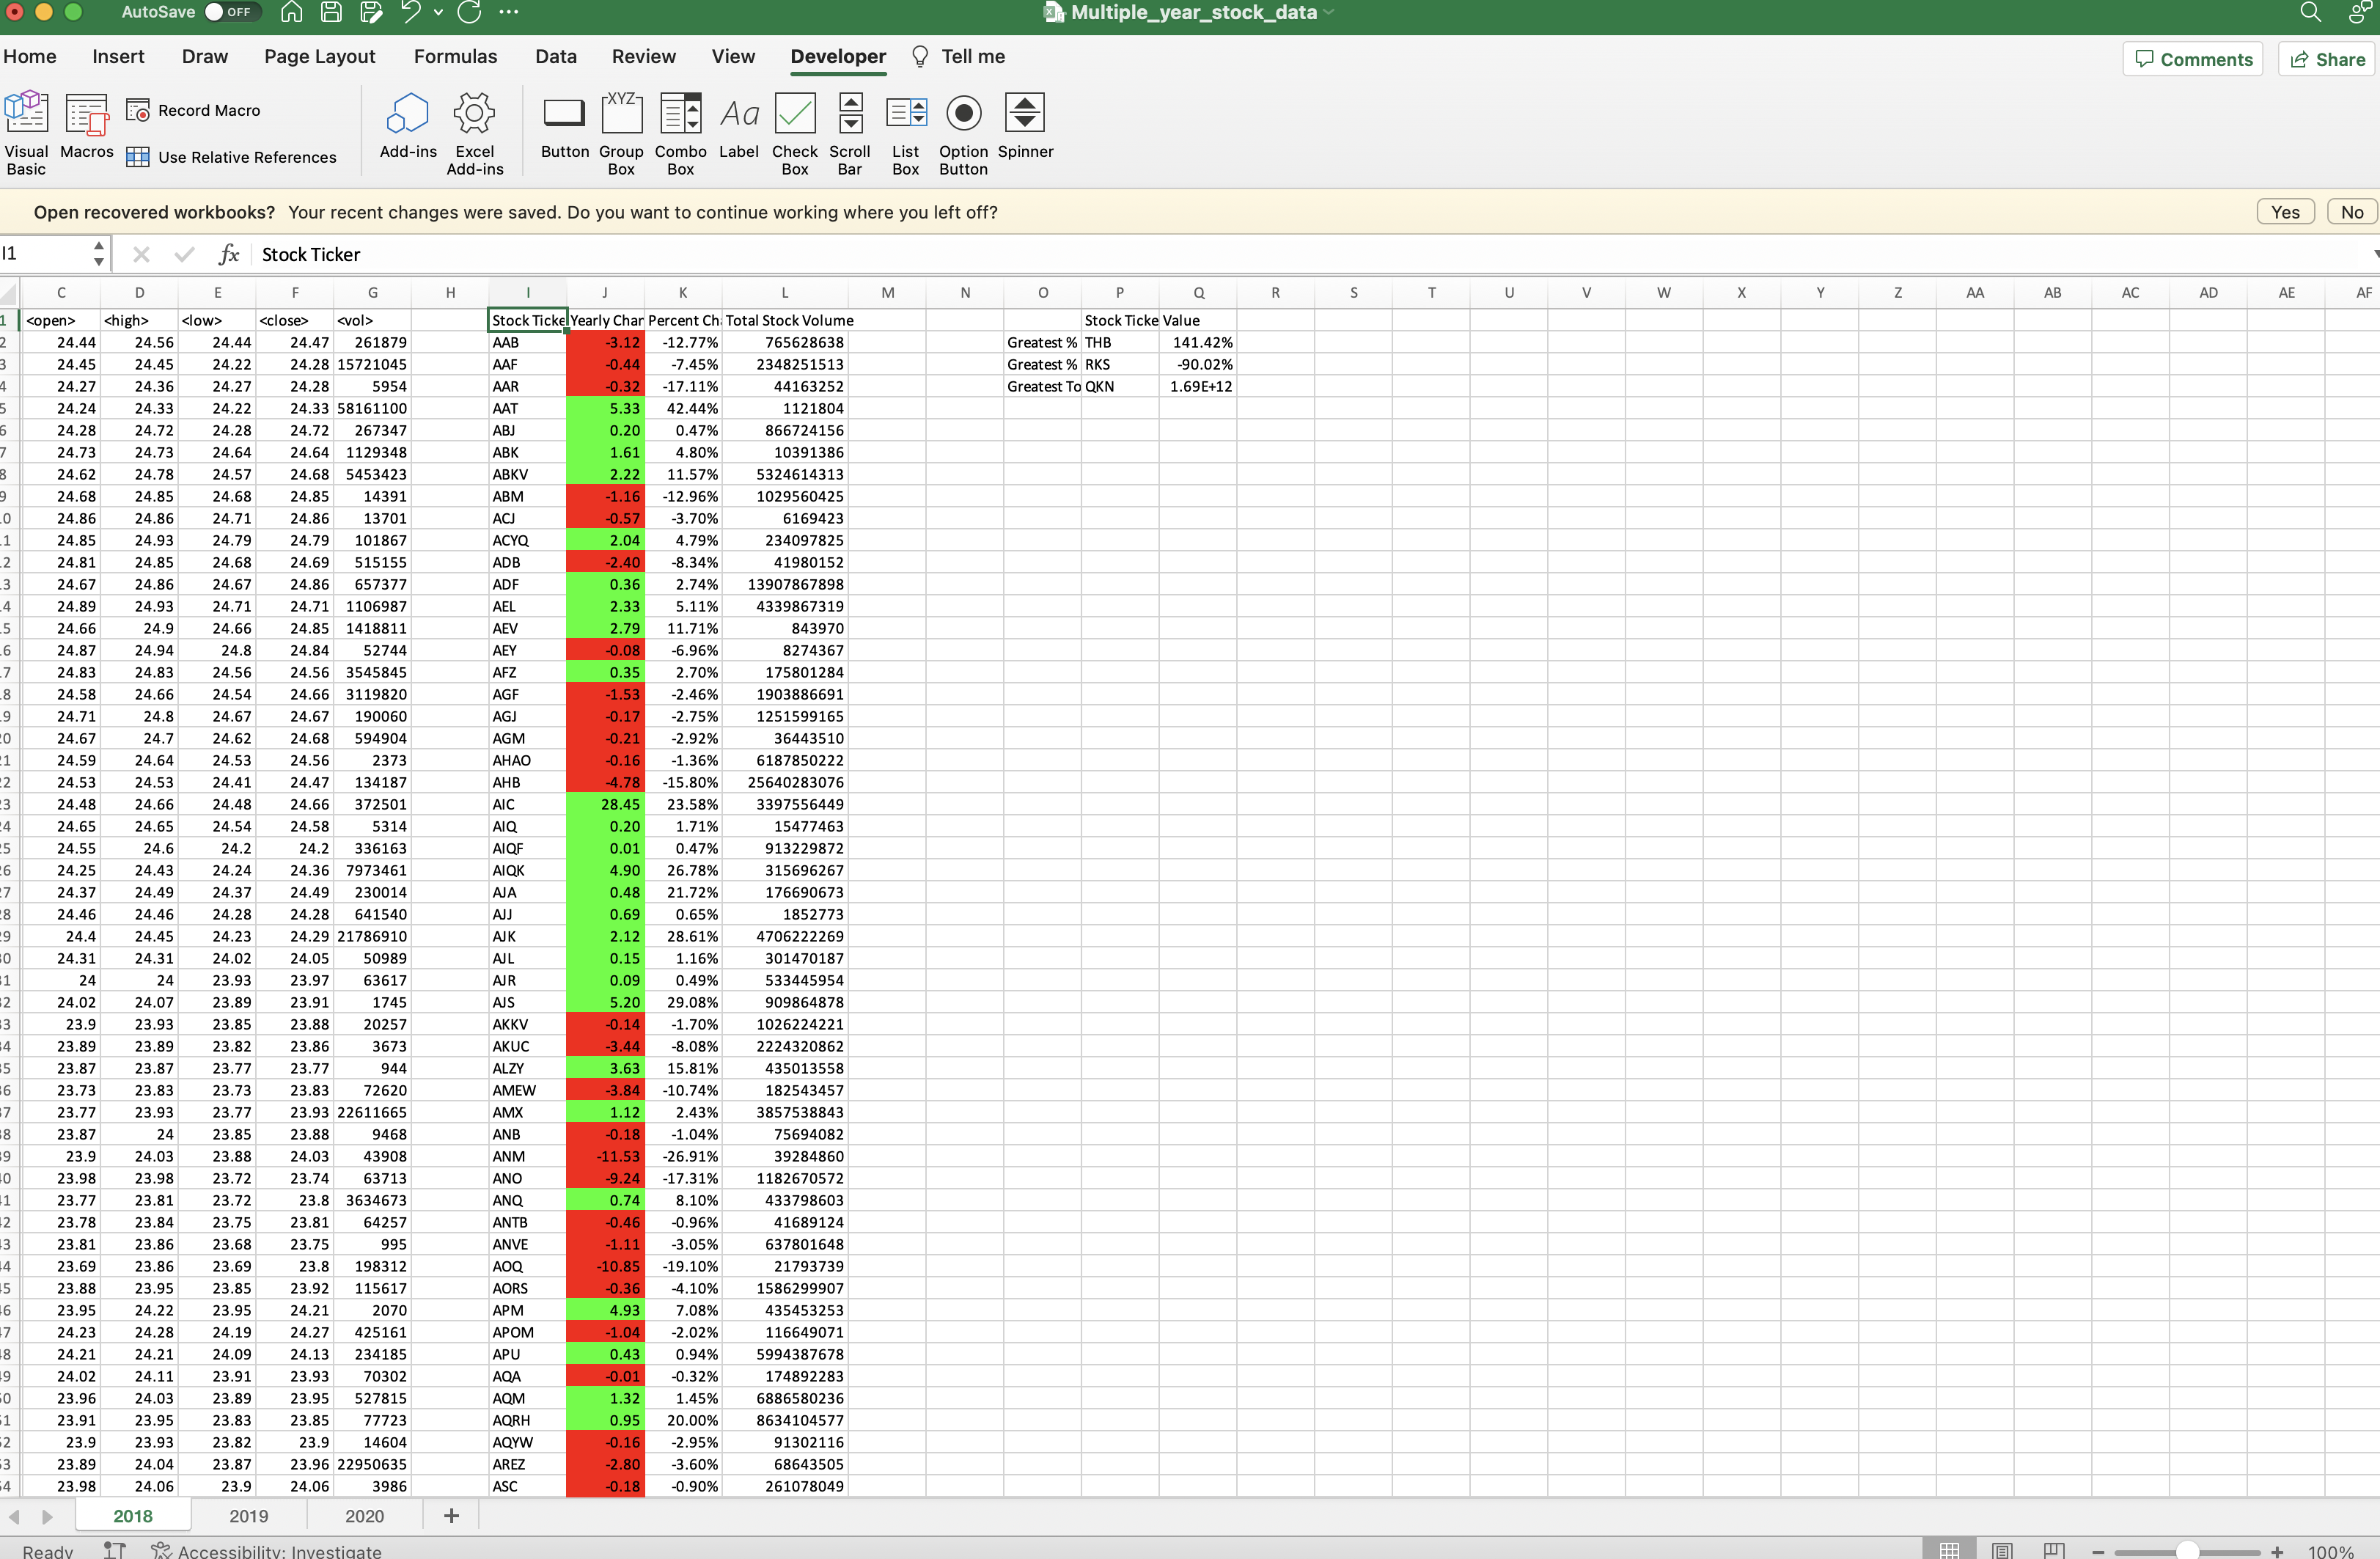 AutoSave OFF Multiple_year_stock_data
Home Insert Draw Page Layout Formulas Data Review View Developer Tell me Comments Share
Visual Basic Macros Record Macro Use Relative References Add-ins Excel Add-ins Button Group Box Combo Box Label Check Box Scroll Bar List Box Option Button Spinner
Open recovered workbooks? Your recent changes were saved. Do you want to continue working where you left off? Yes No
I1 fx Stock Ticker
C D E F G H I J K L M N O P Q R S T U V W X Y Z AA AB AC AD AE AF
1 <open> <high> <low> <close> <vol> Stock Ticke Yearly Char Percent Ch Total Stock Volume Stock Ticke Value
2 24.44 24.56 24.44 24.47 261879 AAB -3.12 -12.77% 765628638 Greatest % THB 141.42%
3 24.45 24.45 24.22 24.28 15721045 AAF -0.44 -7.45% 2348251513 Greatest % RKS -90.02%
4 24.27 24.36 24.27 24.28 5954 AAR -0.32 -17.11% 44163252 Greatest To QKN 1.69E+12
5 24.24 24.33 24.22 24.33 58161100 AAT 5.33 42.44% 1121804
6 24.28 24.72 24.28 24.72 267347 ABJ 0.20 0.47% 866724156
7 24.73 24.73 24.64 24.64 1129348 ABK 1.61 4.80% 10391386
8 24.62 24.78 24.57 24.68 5453423 ABKV 2.22 11.57% 5324614313
9 24.68 24.85 24.68 24.85 14391 ABM -1.16 -12.96% 1029560425
0 24.86 24.86 24.71 24.86 13701 ACJ -0.57 -3.70% 6169423
1 24.85 24.93 24.79 24.79 101867 ACYQ 2.04 4.79% 234097825
2 24.81 24.85 24.68 24.69 515155 ADB -2.40 -8.34% 41980152
3 24.67 24.86 24.67 24.86 657377 ADF 0.36 2.74% 13907867898
4 24.89 24.93 24.71 24.71 1106987 AEL 2.33 5.11% 4339867319
5 24.66 24.9 24.66 24.85 1418811 AEV 2.79 11.71% 843970
6 24.87 24.94 24.8 24.84 52744 AEY -0.08 -6.96% 8274367
7 24.83 24.83 24.56 24.56 3545845 AFZ 0.35 2.70% 175801284
8 24.58 24.66 24.54 24.66 3119820 AGF -1.53 -2.46% 1903886691
9 24.71 24.8 24.67 24.67 190060 AGJ -0.17 -2.75% 1251599165
20 24.67 24.7 24.62 24.68 594904 AGM -0.21 -2.92% 36443510
21 24.59 24.64 24.53 24.56 2373 AHAO -0.16 -1.36% 6187850222
22 24.53 24.53 24.41 24.47 134187 AHB -4.78 -15.80% 25640283076
23 24.48 24.66 24.48 24.66 372501 AIC 28.45 23.58% 3397556449
24 24.65 24.65 24.54 24.58 5314 AIQ 0.20 1.71% 15477463
25 24.55 24.6 24.2 24.2 336163 AIQF 0.01 0.47% 913229872
26 24.25 24.43 24.24 24.36 7973461 AIQK 4.90 26.78% 315696267
27 24.37 24.49 24.37 24.49 230014 AJA 0.48 21.72% 176690673
28 24.46 24.46 24.28 24.28 641540 AJJ 0.69 0.65% 1852773
29 24.4 24.45 24.23 24.29 21786910 AJK 2.12 28.61% 4706222269
30 24.31 24.31 24.02 24.05 50989 AJL 0.15 1.16% 301470187
31 24 24 23.93 23.97 63617 AJR 0.09 0.49% 533445954
32 24.02 24.07 23.89 23.91 1745 AJS 5.20 29.08% 909864878
33 23.9 23.93 23.85 23.88 20257 AKKV -0.14 -1.70% 1026224221
34 23.89 23.89 23.82 23.86 3673 AKUC -3.44 -8.08% 2224320862
35 23.87 23.87 23.77 23.77 944 ALZY 3.63 15.81% 435013558
36 23.73 23.83 23.73 23.83 72620 AMEW -3.84 -10.74% 182543457
37 23.77 23.93 23.77 23.93 22611665 AMX 1.12 2.43% 3857538843
38 23.87 24 23.85 23.88 9468 ANB -0.18 -1.04% 75694082
39 23.9 24.03 23.88 24.03 43908 ANM -11.53 -26.91% 39284860
40 23.98 23.98 23.72 23.74 63713 ANO -9.24 -17.31% 1182670572
41 23.77 23.81 23.72 23.8 3634673 ANQ 0.74 8.10% 433798603
42 23.78 23.84 23.75 23.81 64257 ANTB -0.46 -0.96% 41689124
43 23.81 23.86 23.68 23.75 995 ANVE -1.11 -3.05% 637801648
44 23.69 23.86 23.69 23.8 198312 AOQ -10.85 -19.10% 21793739
45 23.88 23.95 23.85 23.92 115617 AORS -0.36 -4.10% 1586299907
46 23.95 24.22 23.95 24.21 2070 APM 4.93 7.08% 435453253
47 24.23 24.28 24.19 24.27 425161 APOM -1.04 -2.02% 116649071
48 24.21 24.21 24.09 24.13 234185 APU 0.43 0.94% 5994387678
49 24.02 24.11 23.91 23.93 70302 AQA -0.01 -0.32% 174892283
50 23.96 24.03 23.89 23.95 527815 AQM 1.32 1.45% 6886580236
51 23.91 23.95 23.83 23.85 77723 AQRH 0.95 20.00% 8634104577
52 23.9 23.93 23.82 23.9 14604 AQYW -0.16 -2.95% 91302116
53 23.89 24.04 23.87 23.96 22950635 AREZ -2.80 -3.60% 68643505
54 23.98 24.06 23.9 24.06 3986 ASC -0.18 -0.90% 261078049
2018 2019 2020 +
Ready Accessibility: Investigate 100%